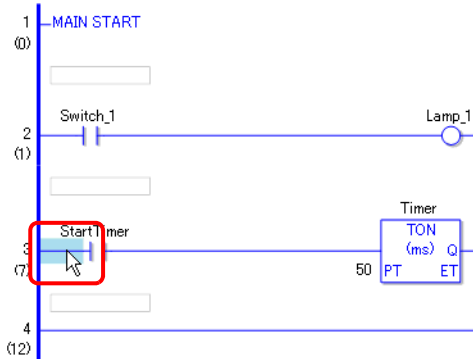 1 MAIN START
(0)
Switch_1 Lamp_1
2
(1)
Timer
StartTimer TON
3 (ms) Q
(7) 50 PT ET
4
(12)